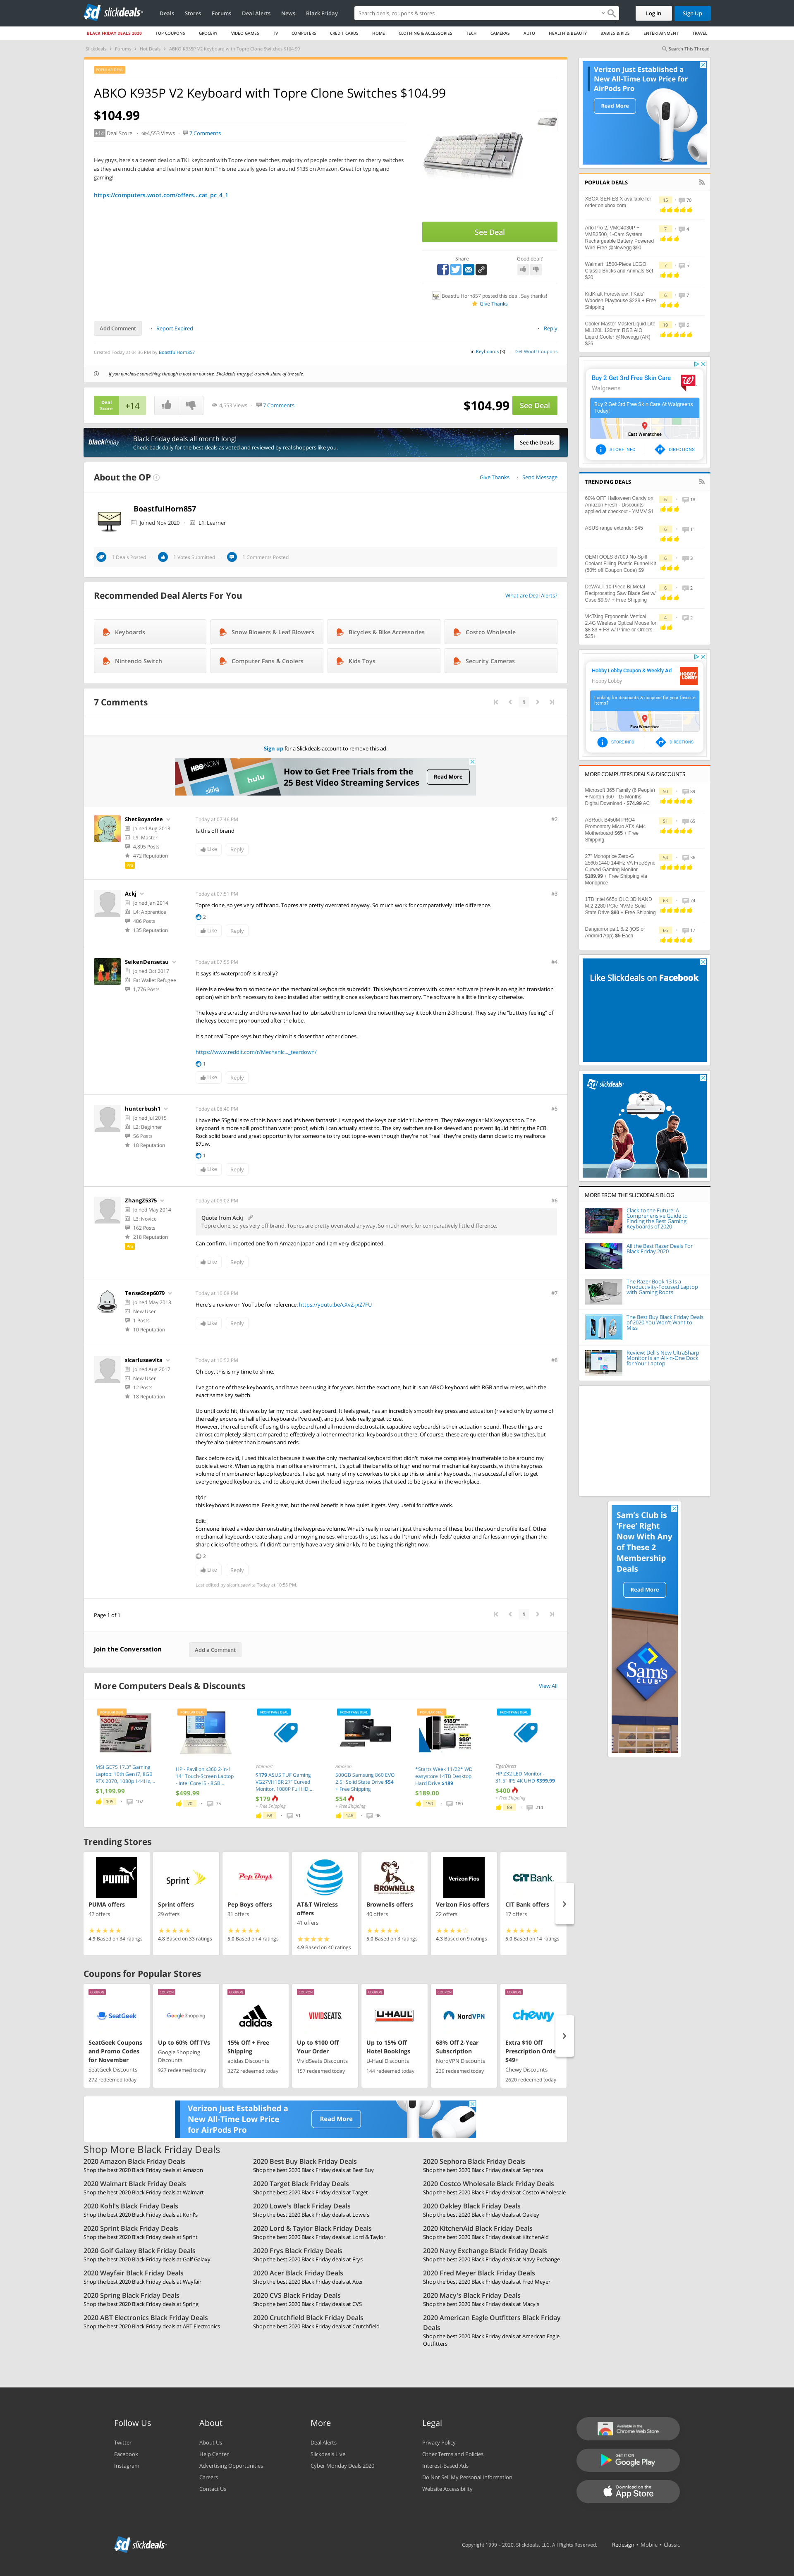 slickdeals
Deals Stores Forums Deal Alerts News Black Friday
Search deals, coupons & stores
Log In Sign Up
BLACK FRIDAY DEALS 2020 TOP COUPONS GROCERY VIDEO GAMES TV COMPUTERS CREDIT CARDS HOME CLOTHING & ACCESSORIES TECH CAMERAS AUTO HEALTH & BEAUTY BABIES & KIDS ENTERTAINMENT TRAVEL
Slickdeals > Forums > Hot Deals > ABKO K935P V2 Keyboard with Topre Clone Switches $104.99
Search This Thread
POPULAR DEAL
ABKO K935P V2 Keyboard with Topre Clone Switches $104.99
$104.99
+14 Deal Score 4,553 Views 7 Comments
Hey guys, here's a decent deal on a TKL keyboard with Topre clone switches, majority of people prefer them to cherry switches
as they are much quieter and feel more premium.This one usually goes for around $135 on Amazon. Great for typing and
gaming!
https://computers.woot.com/offers...cat_pc_4_1
See Deal
Share
Good deal?
BoastfulHorn857 posted this deal. Say thanks!
Give Thanks
Add Comment Report Expired
Reply
Created Today at 04:36 PM by BoastfulHorn857
in Keyboards (3) Get Woot! Coupons
If you purchase something through a post on our site, Slickdeals may get a small share of the sale.
Deal Score +14
4,553 Views 7 Comments
$104.99 See Deal
blackfriday
Black Friday deals all month long!
Check back daily for the best deals as voted and reviewed by real shoppers like you.
See the Deals
About the OP
Give Thanks Send Message
BoastfulHorn857
Joined Nov 2020 L1: Learner
1 Deals Posted 1 Votes Submitted 1 Comments Posted
Recommended Deal Alerts For You
What are Deal Alerts?
Keyboards Snow Blowers & Leaf Blowers Bicycles & Bike Accessories Costco Wholesale
Nintendo Switch Computer Fans & Coolers Kids Toys Security Cameras
7 Comments
1
Sign up for a Slickdeals account to remove this ad.
HBO NOW
hulu
How to Get Free Trials from the
25 Best Video Streaming Services
Read More
ShetBoyardee
Joined Aug 2013
L9: Master
4,895 Posts
472 Reputation
Pro
Today at 07:46 PM
#2
Is this off brand
Like Reply
Ackj
Joined Jan 2014
L4: Apprentice
486 Posts
135 Reputation
Today at 07:51 PM
#3
Topre clone, so yes very off brand. Topres are pretty overrated anyway. So much work for comparatively little difference.
2
Like Reply
SeikenDensetsu
Joined Oct 2017
Fat Wallet Refugee
1,776 Posts
Today at 07:55 PM
#4
It says it's waterproof? Is it really?
Here is a review from someone on the mechanical keyboards subreddit. This keyboard comes with korean software (there is an english translation
option) which isn't necessary to keep installed after setting it once as keyboard has memory. The software is a little finnicky however.
The keys are scratchy and the reviewer had to lubricate them to lower the noise (they say it took them 2-3 hours). They say the "buttery feeling" of
the keys become pronounced after the lube.
It's not real Topre keys but they claim it's closer than other clones.
https://www.reddit.com/r/Mechanic..._teardown/
1
Like Reply
hunterbush1
Joined Jul 2015
L2: Beginner
56 Posts
18 Reputation
Today at 08:40 PM
#5
I have the 55g full size of this board and it's been fantastic. I swapped the keys but didn't lube them. They take regular MX keycaps too. The
keyboard is both spill proof than water proof, which I can actually attest to. The key switches are like sleeved and prevent liquid hitting the PCB.
Rock solid board and great opportunity for someone to try out topre- even though they're not "real" they're pretty damn close to my realforce
87uw.
1
Like Reply
ZhangZ5375
Joined May 2014
L3: Novice
162 Posts
218 Reputation
Pro
Today at 09:02 PM
#6
Quote from Ackj
Topre clone, so yes very off brand. Topres are pretty overrated anyway. So much work for comparatively little difference.
Can confirm. I imported one from Amazon Japan and I am very disappointed.
Like Reply
TenseStep6079
Joined May 2018
New User
1 Posts
10 Reputation
Today at 10:08 PM
#7
Here's a review on YouTube for reference: https://youtu.be/cXvZ-jxZ7FU
Like Reply
sicariusaevita
Joined Aug 2017
New User
12 Posts
18 Reputation
Today at 10:52 PM
#8
Oh boy, this is my time to shine.
I've got one of these keyboards, and have been using it for years. Not the exact one, but it is an ABKO keyboard with RGB and wireless, with the
exact same key switch.
Up until covid hit, this was by far my most used keyboard. It feels great, has an incredibly smooth key press and actuation (rivaled only by some of
the really expensive hall effect keyboards I've used), and just feels really great to use.
However, the real benefit of using this keyboard (and all modern electrostatic capacitive keyboards) is the actuation sound. These things are
almost completely silent compared to effectively all other commonly available mechanical keyboards. Of course, these are quieter than Blue switches, but
they're also quieter than browns and reds.
Back before covid, I used this a lot because it was the only mechanical keyboard that didn't make me completely insufferable to be around my
cubicle at work. When using this in an office environment, it's got all the benefits of high end normal mechanical keyboards, with the typical
volume of membrane or laptop keyboards. I also got many of my coworkers to pick up this or similar keyboards, in a successful effort to get
everyone good keyboards, and to also quiet down the loud keypress noises that used to be typical in the workplace.
tl;dr
this keyboard is awesome. Feels great, but the real benefit is how quiet it gets. Very useful for office work.
Edit:
Someone linked a video demonstrating the keypress volume. What's really nice isn't just the volume of these, but the sound profile itself. Other
mechanical keyboards create sharp and annoying noises, whereas this just has a dull 'thunk' which 'feels' quieter and are also far less annoying than
sharp clicks of the others. If I didn't currently have a very similar kb, I'd be buying this right now.
2
Like Reply
Last edited by sicariusaevita Today at 10:55 PM.
Page 1 of 1
1
Join the Conversation Add a Comment
More Computers Deals & Discounts
View All
MSI GE75 17.3" Gaming
Laptop: 10th Gen i7, 8GB
RTX 2070, 1080p 144Hz,...
$1,199.99
105 107
HP - Pavilion x360 2-in-1
14" Touch-Screen Laptop
- Intel Core i5 - 8GB...
$499.99
70 75
Walmart
$179 ASUS TUF Gaming
VG27VH1BR 27" Curved
Monitor, 1080P Full HD,...
$179
+ Free Shipping
68 51
Amazon
500GB Samsung 860 EVO
2.5" Solid State Drive $54
+ Free Shipping
$54
+ Free Shipping
146 96
*Starts Week 11/22* WD
easystore 14TB Desktop
Hard Drive $189
$189.00
150 180
TigerDirect
HP Z32 LED Monitor -
31.5" IPS 4K UHD $399.99
$400
+ Free Shipping
89 214
Trending Stores
PUMA offers
42 offers
4.9 Based on 34 ratings
Sprint offers
29 offers
4.8 Based on 33 ratings
Pep Boys offers
31 offers
5.0 Based on 4 ratings
AT&T Wireless
offers
41 offers
4.9 Based on 40 ratings
Brownells offers
40 offers
5.0 Based on 3 ratings
Verizon Fios offers
22 offers
4.3 Based on 9 ratings
CIT Bank offers
17 offers
5.0 Based on 14 ratings
Coupons for Popular Stores
COUPON
SeatGeek
SeatGeek Coupons
and Promo Codes
for November
SeatGeek Discounts
272 redeemed today
COUPON
Google Shopping
Up to 60% Off TVs
Google Shopping
Discounts
927 redeemed today
COUPON
adidas
15% Off + Free
Shipping
adidas Discounts
3272 redeemed today
COUPON
VIVIDSEATS
Up to $100 Off
Your Order
VividSeats Discounts
157 redeemed today
COUPON
U-HAUL
Up to 15% Off
Hotel Bookings
U-Haul Discounts
144 redeemed today
COUPON
NordVPN
68% Off 2-Year
Subscription
NordVPN Discounts
239 redeemed today
COUPON
chewy
Extra $10 Off
Prescription Orde
$49+
Chewy Discounts
2620 redeemed today
Verizon Just Established a
New All-Time Low Price
for AirPods Pro
Read More
Shop More Black Friday Deals
2020 Amazon Black Friday Deals
Shop the best 2020 Black Friday deals at Amazon
2020 Best Buy Black Friday Deals
Shop the best 2020 Black Friday deals at Best Buy
2020 Sephora Black Friday Deals
Shop the best 2020 Black Friday deals at Sephora
2020 Walmart Black Friday Deals
Shop the best 2020 Black Friday deals at Walmart
2020 Target Black Friday Deals
Shop the best 2020 Black Friday deals at Target
2020 Costco Wholesale Black Friday Deals
Shop the best 2020 Black Friday deals at Costco Wholesale
2020 Kohl's Black Friday Deals
Shop the best 2020 Black Friday deals at Kohl's
2020 Lowe's Black Friday Deals
Shop the best 2020 Black Friday deals at Lowe's
2020 Oakley Black Friday Deals
Shop the best 2020 Black Friday deals at Oakley
2020 Sprint Black Friday Deals
Shop the best 2020 Black Friday deals at Sprint
2020 Lord & Taylor Black Friday Deals
Shop the best 2020 Black Friday deals at Lord & Taylor
2020 KitchenAid Black Friday Deals
Shop the best 2020 Black Friday deals at KitchenAid
2020 Golf Galaxy Black Friday Deals
Shop the best 2020 Black Friday deals at Golf Galaxy
2020 Frys Black Friday Deals
Shop the best 2020 Black Friday deals at Frys
2020 Navy Exchange Black Friday Deals
Shop the best 2020 Black Friday deals at Navy Exchange
2020 Wayfair Black Friday Deals
Shop the best 2020 Black Friday deals at Wayfair
2020 Acer Black Friday Deals
Shop the best 2020 Black Friday deals at Acer
2020 Fred Meyer Black Friday Deals
Shop the best 2020 Black Friday deals at Fred Meyer
2020 Spring Black Friday Deals
Shop the best 2020 Black Friday deals at Spring
2020 CVS Black Friday Deals
Shop the best 2020 Black Friday deals at CVS
2020 Macy's Black Friday Deals
Shop the best 2020 Black Friday deals at Macy's
2020 ABT Electronics Black Friday Deals
Shop the best 2020 Black Friday deals at ABT Electronics
2020 Crutchfield Black Friday Deals
Shop the best 2020 Black Friday deals at Crutchfield
2020 American Eagle Outfitters Black Friday
Deals
Shop the best 2020 Black Friday deals at American Eagle
Outfitters
Verizon Just Established a
New All-Time Low Price for
AirPods Pro
Read More
POPULAR DEALS
XBOX SERIES X available for
order on xbox.com
15 70
Arlo Pro 2, VMC4030P +
VMB3500, 1-Cam System
Rechargeable Battery Powered
Wire-Free @Newegg $90
7 4
Walmart: 1500-Piece LEGO
Classic Bricks and Animals Set
$30
7 5
KidKraft Forestview II Kids'
Wooden Playhouse $238 + Free
Shipping
6 7
Cooler Master MasterLiquid Lite
ML120L 120mm RGB AIO
Liquid Cooler @Newegg (AR)
$36
19 6
Buy 2 Get 3rd Free Skin Care
Walgreens
Buy 2 Get 3rd Free Skin Care At Walgreens
Today!
East Wenatchee
STORE INFO DIRECTIONS
TRENDING DEALS
60% OFF Halloween Candy on
Amazon Fresh - Discounts
applied at checkout - YMMV $1
6 18
ASUS range extender $45
6 11
OEMTOOLS 87009 No-Spill
Coolant Filling Plastic Funnel Kit
(50% off Coupon Code) $9
6 3
DeWALT 10-Piece Bi-Metal
Reciprocating Saw Blade Set w/
Case $9.97 + Free Shipping
6 2
VicTsing Ergonomic Vertical
2.4G Wireless Optical Mouse for
$9.63 + FS w/ Prime or Orders
$25+
4 2
Hobby Lobby Coupon & Weekly Ad
Hobby Lobby
HOBBY LOBBY
Looking for discounts & coupons for your favorite
items?
East Wenatchee
STORE INFO DIRECTIONS
MORE COMPUTERS DEALS & DISCOUNTS
Microsoft 365 Family (6 People)
+ Norton 360 - 15 Months
Digital Download - $74.99 AC
50 89
ASRock B450M PRO4
Promontory Micro ATX AM4
Motherboard $65 + Free
Shipping
51 65
27" Monoprice Zero-G
2560x1440 144Hz VA FreeSync
Curved Gaming Monitor
$189.99 + Free Shipping via
Monoprice
54 36
1TB Intel 665p QLC 3D NAND
M.2 2280 PCIe NVMe Solid
State Drive $90 + Free Shipping
63 74
Danganronpa 1 & 2 (iOS or
Android App) $5 Each
66 17
Like Slickdeals on Facebook
slickdeals
MORE FROM THE SLICKDEALS BLOG
Clack to the Future: A
Comprehensive Guide to
Finding the Best Gaming
Keyboards of 2020
All the Best Razer Deals For
Black Friday 2020
The Razer Book 13 Is a
Productivity-Focused Laptop
with Gaming Roots
The Best Buy Black Friday Deals
of 2020 You Won't Want to
Miss
Review: Dell's New UltraSharp
Monitor is an All-in-One Dock
for Your Laptop
Sam's Club is
'Free' Right
Now With Any
of These 2
Membership
Deals
Read More
Sam's CLUB
Follow Us About More Legal
Twitter
Facebook
Instagram
About Us
Help Center
Advertising Opportunities
Careers
Contact Us
Deal Alerts
Slickdeals Live
Cyber Monday Deals 2020
Privacy Policy
Other Terms and Policies
Interest-Based Ads
Do Not Sell My Personal Information
Website Accessibility
Available in the
Chrome Web Store
GET IT ON
Google Play
Download on the
App Store
slickdeals
Copyright 1999 – 2020. Slickdeals, LLC. All Rights Reserved. Redesign • Mobile • Classic